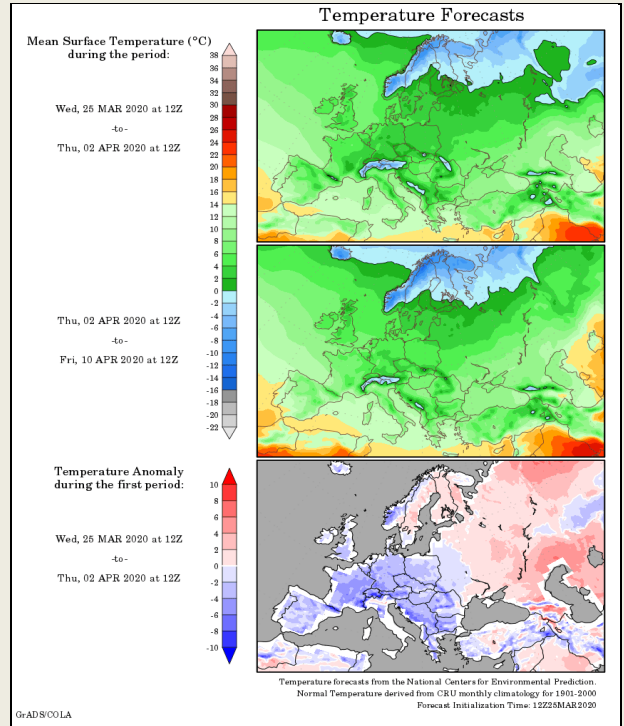 Temperature Forecasts
Mean Surface Temperature (°C)
during the period:
Wed, 25 MAR 2020 at 12Z
-to-
Thu, 02 APR 2020 at 12Z
38
36
34
32
30
28
26
24
22
20
18
16
14
12
10
8
6
4
2
0
-2
-4
-6
-8
-10
-12
-14
-16
-18
-20
-22
Thu, 02 APR 2020 at 12Z
-to-
Fri, 10 APR 2020 at 12Z
Temperature Anomaly
during the first period:
Wed, 25 MAR 2020 at 12Z
-to-
Thu, 02 APR 2020 at 12Z
10
8
6
4
2
0
-2
-4
-6
-8
-10
Temperature forecasts from the National Centers for Environmental Prediction.
Normal Temperature derived from CRU monthly climatology for 1901-2000
Forecast Initialization Time: 12Z25MAR2020
GrADS/COLA